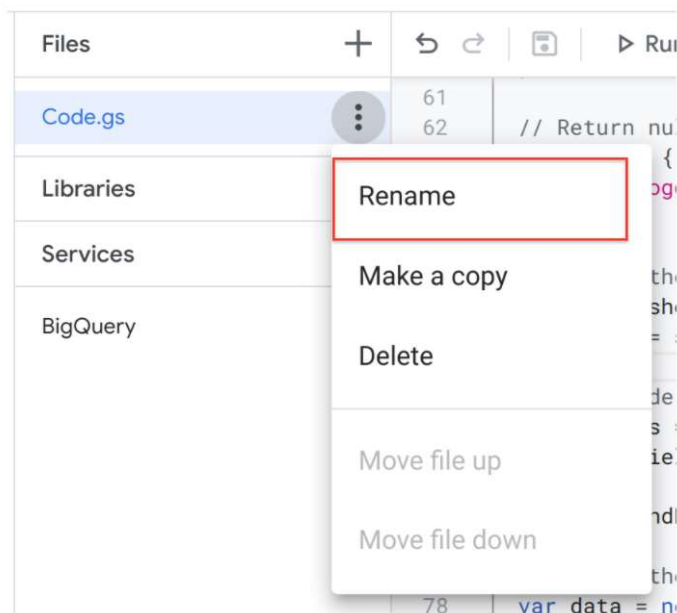 Files
Run
Code.gs
61
62
// Return
{
Rename
Libraries
Services
Make a copy
BigQuery
Delete
Move file up
Move file down
78
var data =